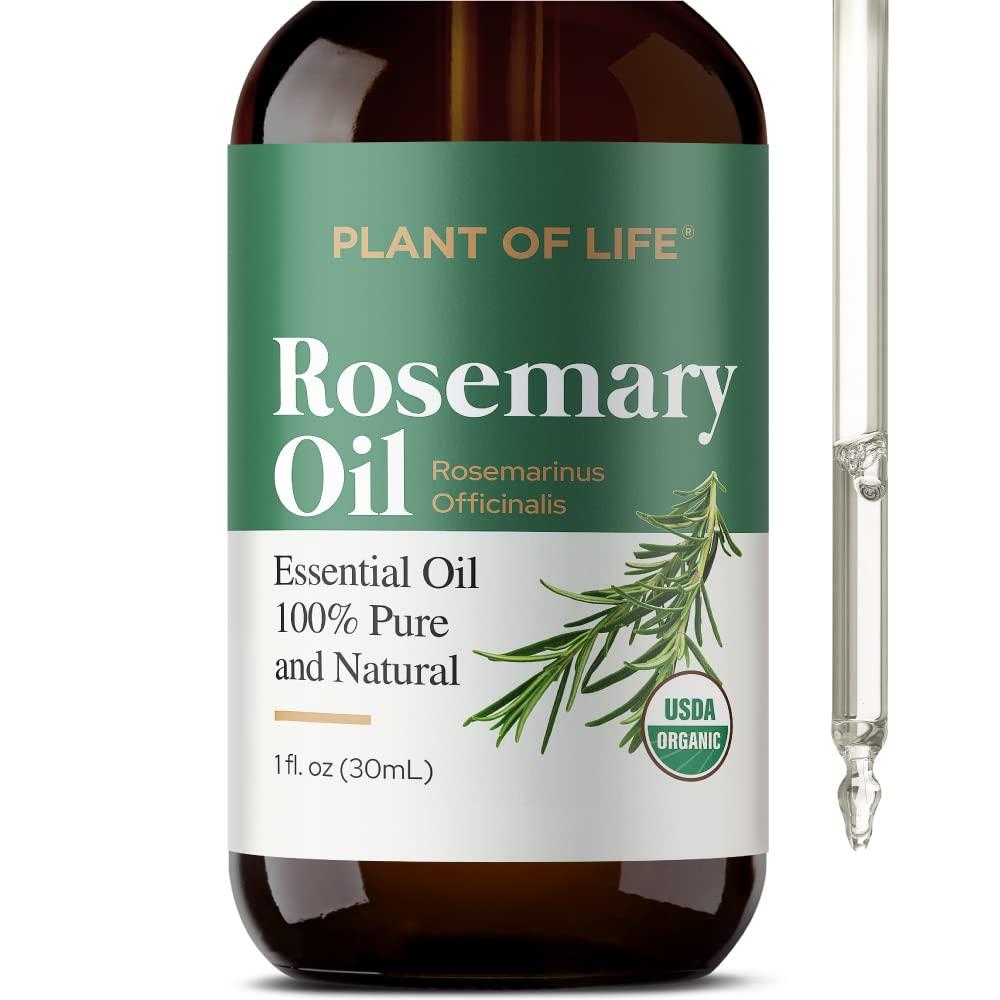 PLANT OF LIFE®
Rosemary
Oil
Rosemarinus
Officinalis
Essential Oil
100% Pure
and Natural
1 fl. oz (30mL)
USDA
ORGANIC